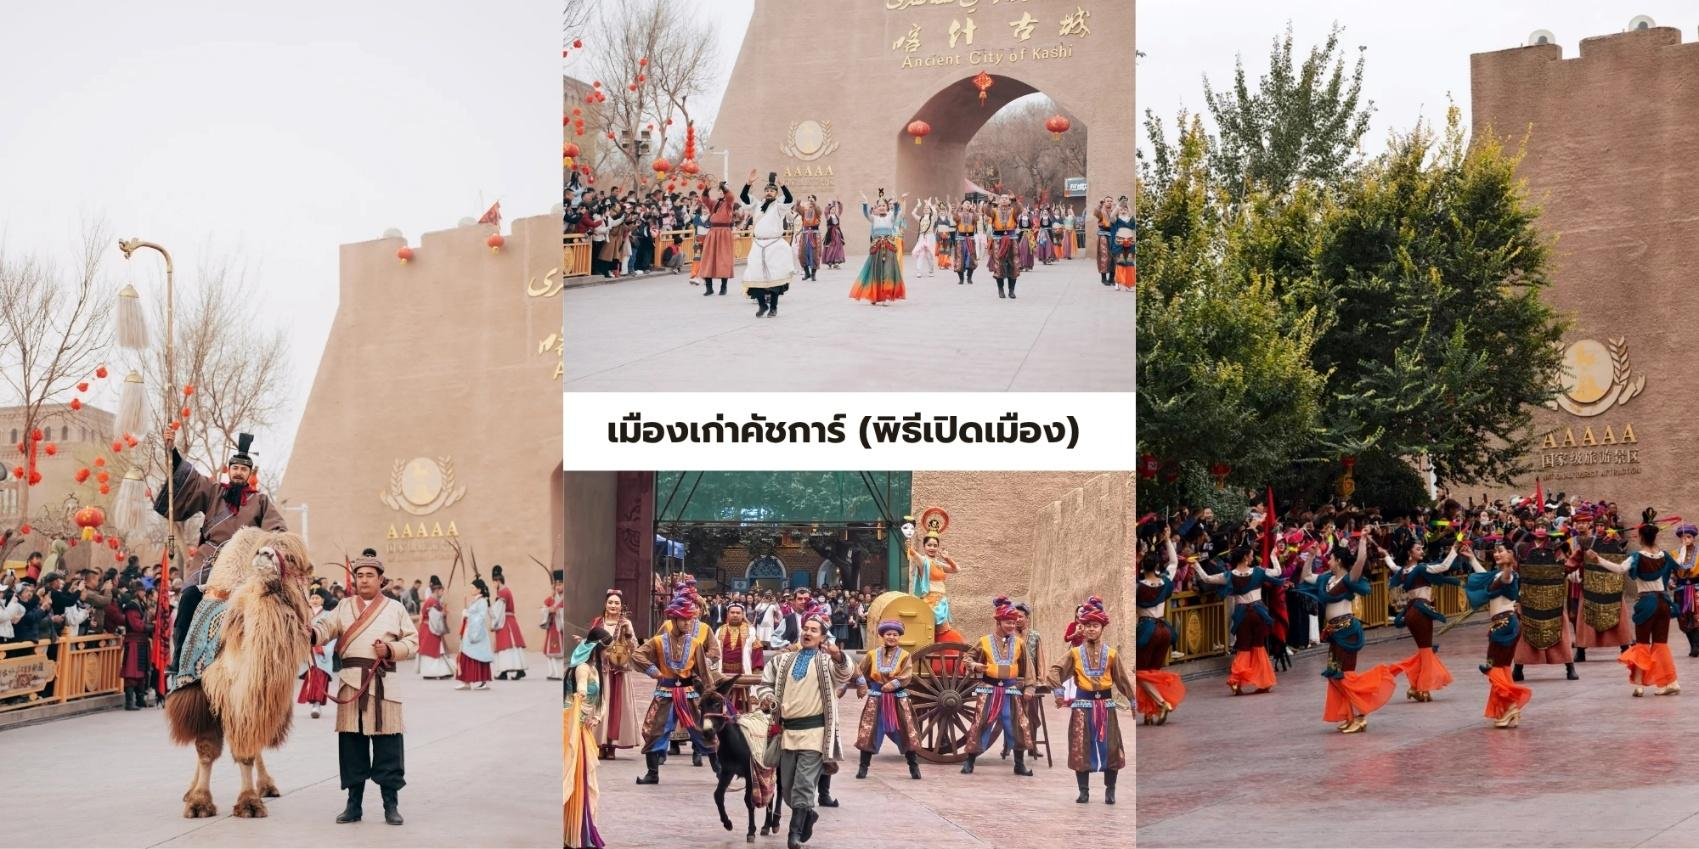 喀什古城
Ancient City of Kashi
AAAAA
เมืองเก่าคัชการ์ (พิธีเปิดเมือง)
AAAAA
AAAAA
国家级旅游景区